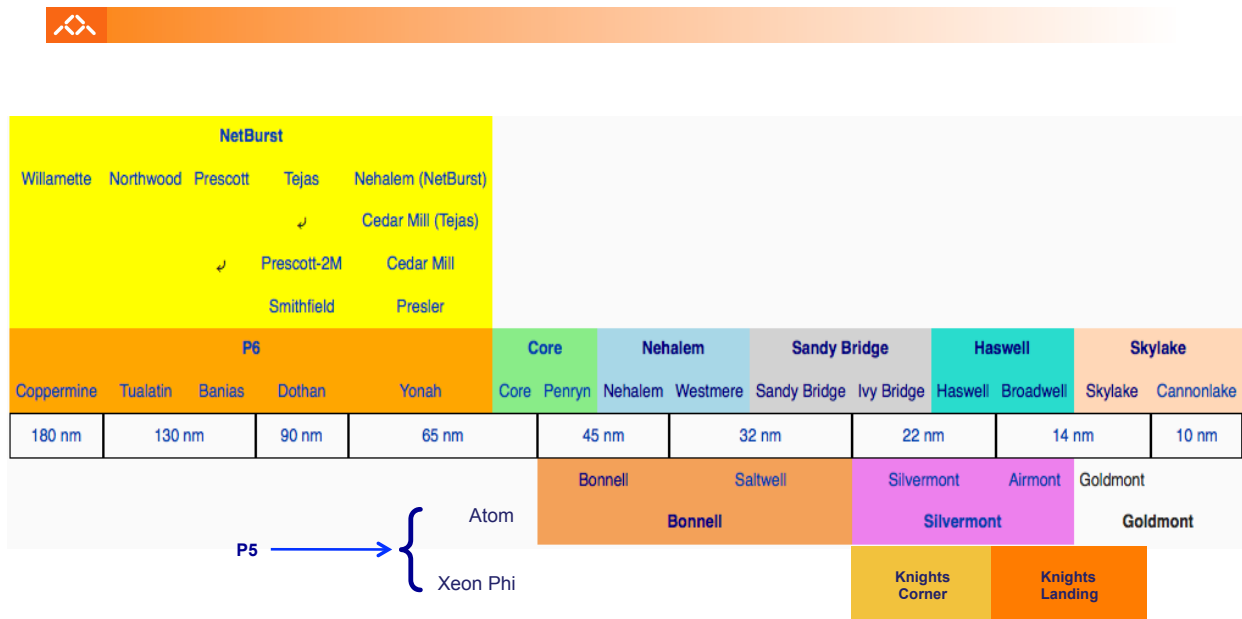 NetBurst
Willamette Northwood Prescott Tejas Nehalem (NetBurst)
⤶ Cedar Mill (Tejas)
⤶ Prescott-2M Cedar Mill
Smithfield Presler
P6 Core Nehalem Sandy Bridge Haswell Skylake
Coppermine Tualatin Banias Dothan Yonah Core Penryn Nehalem Westmere Sandy Bridge Ivy Bridge Haswell Broadwell Skylake Cannonlake
180 nm 130 nm 90 nm 65 nm 45 nm 32 nm 22 nm 14 nm 10 nm
Bonnell Saltwell Silvermont Airmont Goldmont
Atom Bonnell Silvermont Goldmont
P5
Xeon Phi
Knights
Corner
Knights
Landing